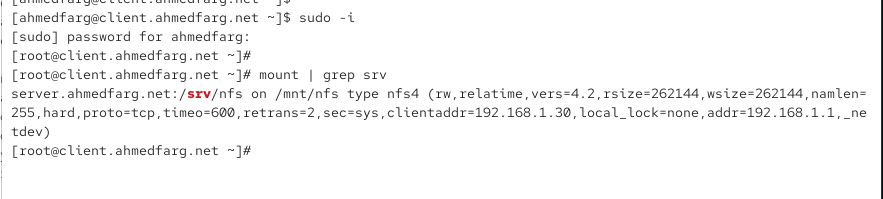 [ahmedfarg@client.ahmedfarg.net ~]$
[ahmedfarg@client.ahmedfarg.net ~]$ sudo -i
[sudo] password for ahmedfarg:
[root@client.ahmedfarg.net ~]#
[root@client.ahmedfarg.net ~]# mount | grep srv
server.ahmedfarg.net:/srv/nfs on /mnt/nfs type nfs4 (rw,relatime,vers=4.2,rsize=262144,wsize=262144,namlen=
255,hard,proto=tcp,timeo=600,retrans=2,sec=sys,clientaddr=192.168.1.30,local_lock=none,addr=192.168.1.1,_ne
tdev)
[root@client.ahmedfarg.net ~]#